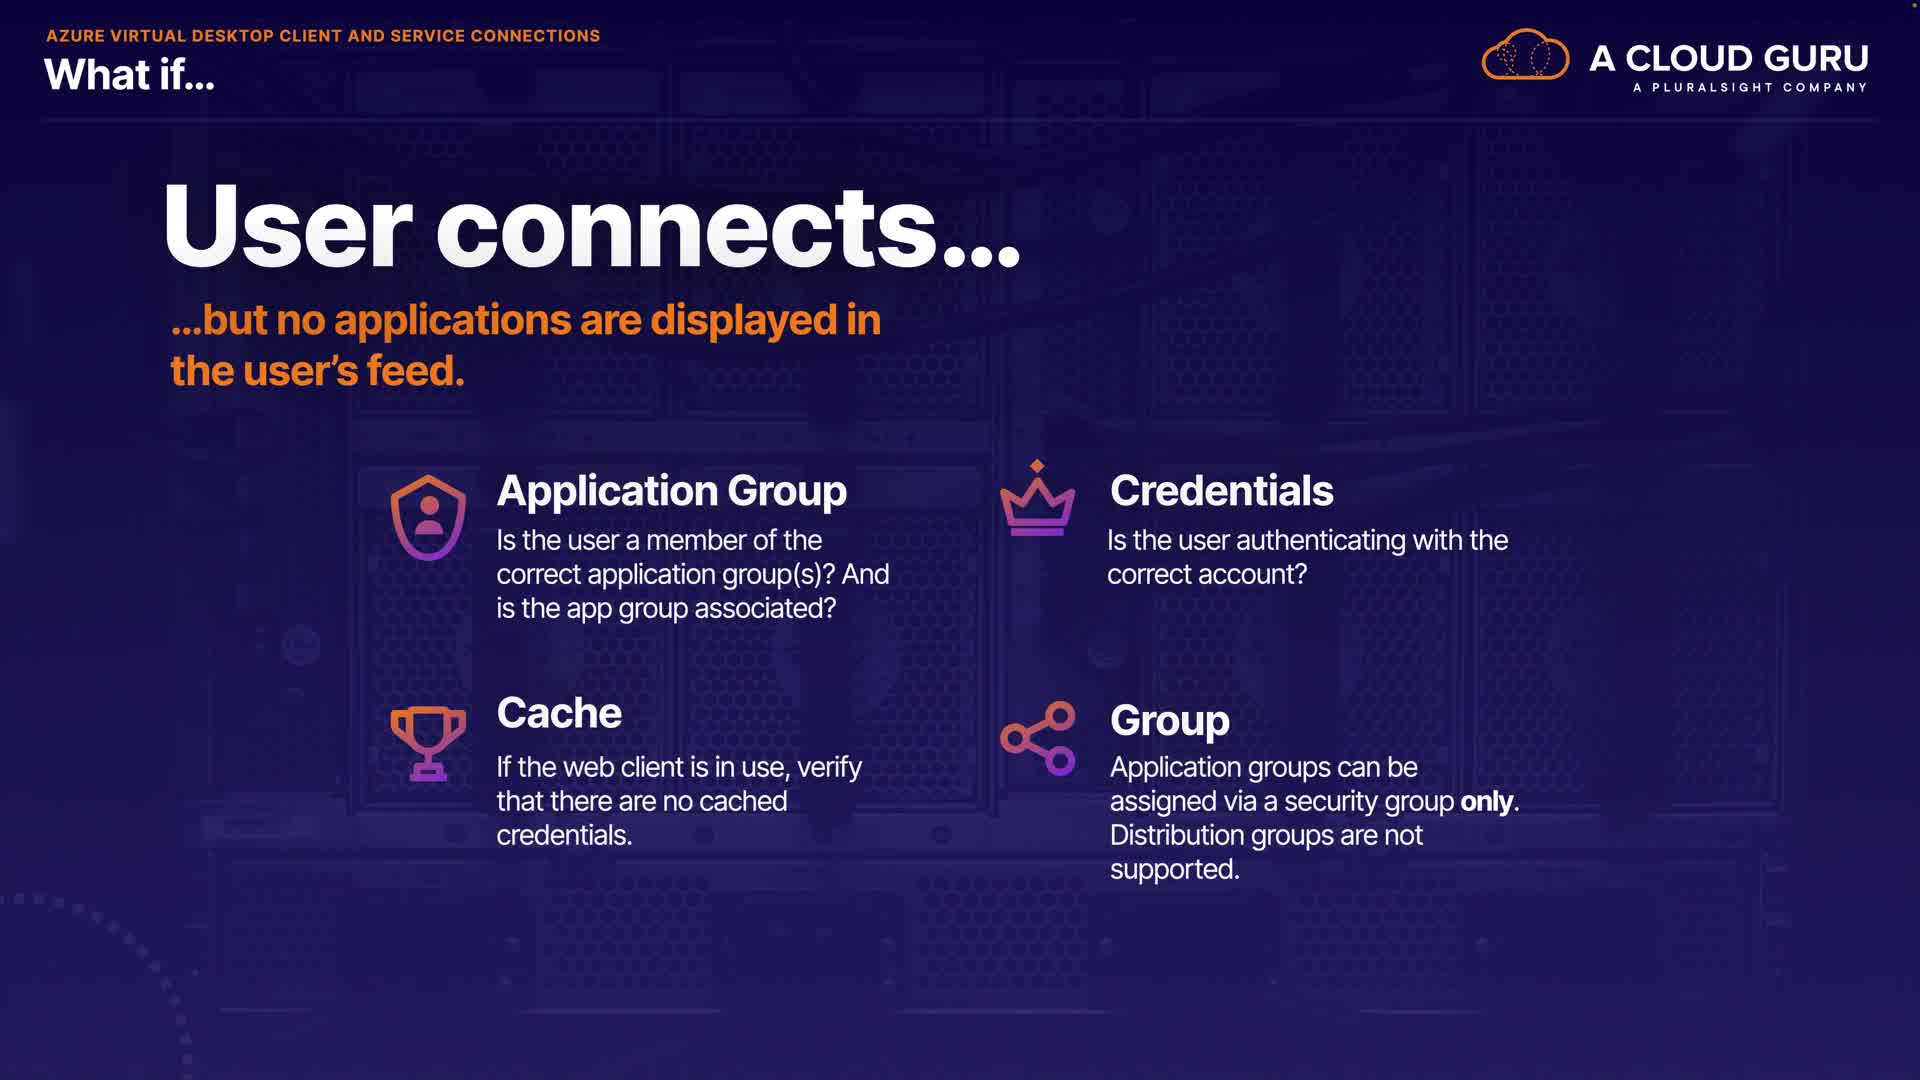 AZURE VIRTUAL DESKTOP CLIENT AND SERVICE CONNECTIONS
What if...
A CLOUD GURU
A PLURALSIGHT COMPANY
User connects...
...but no applications are displayed in
the user's feed.
Application Group
Is the user a member of the
correct application group(s)? And
is the app group associated?
Credentials
Is the user authenticating with the
correct account?
Cache
If the web client is in use, verify
that there are no cached
credentials.
Group
Application groups can be
assigned via a security group only.
Distribution groups are not
supported.